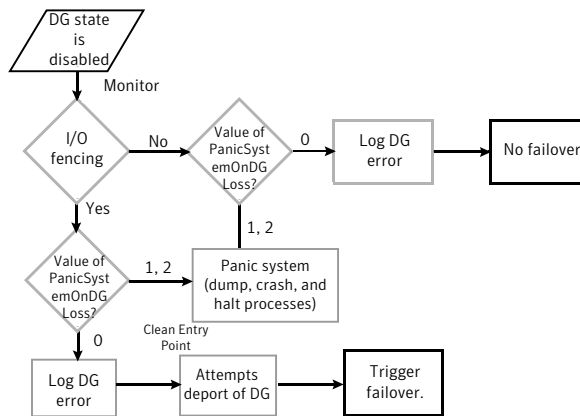 DG state
is
disabled
Monitor
I/O
fencing
No
Value of
PanicSyst
emOnDG
Loss?
0
Log DG
error
No failover
Yes
1, 2
Value of
PanicSyst
emOnDG
Loss?
1, 2
Panic system
(dump, crash, and
halt processes)
0
Clean Entry
Point
Log DG
error
Attempts
deport of DG
Trigger
failover.